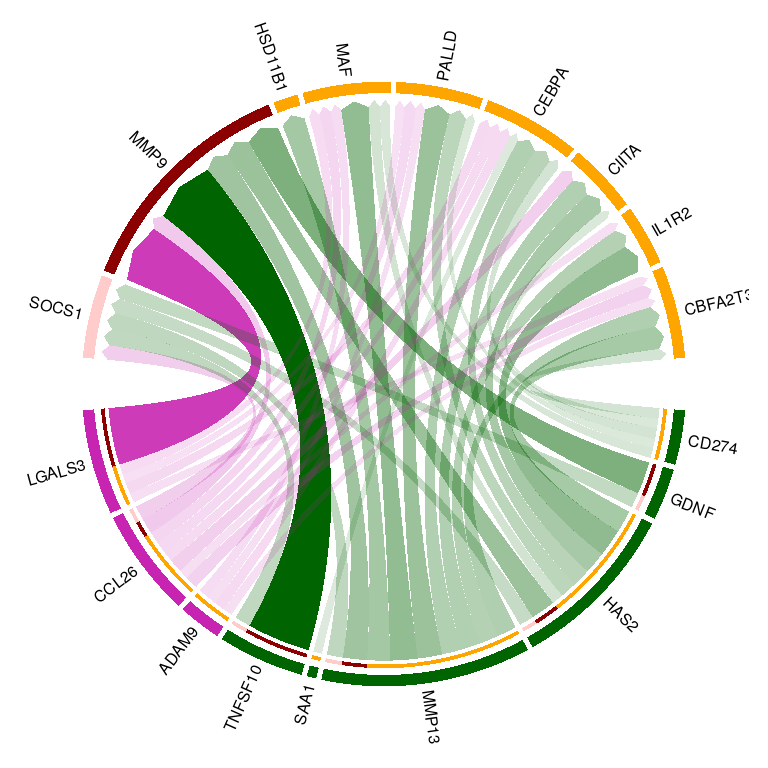 HSD11B1
MAF
PALLD
CEBPA
CIITA
IL1R2
CBFA2T3
MMP9
SOCS1
LGALS3
CCL26
ADAM9
TNFSF10
SAA1
MMP13
HAS2
GDNF
CD274